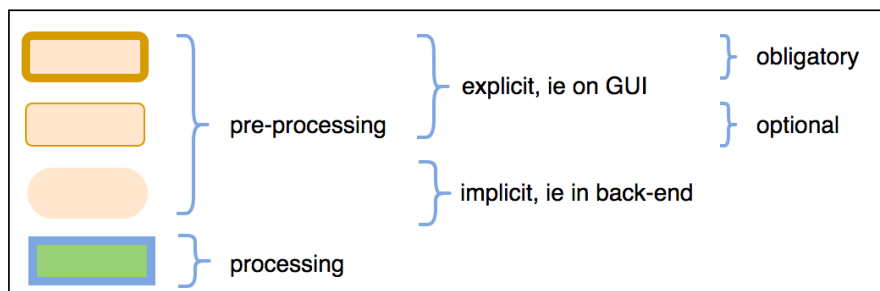 obligatory
explicit, ie on GUI
pre-processing
optional
implicit, ie in back-end
processing